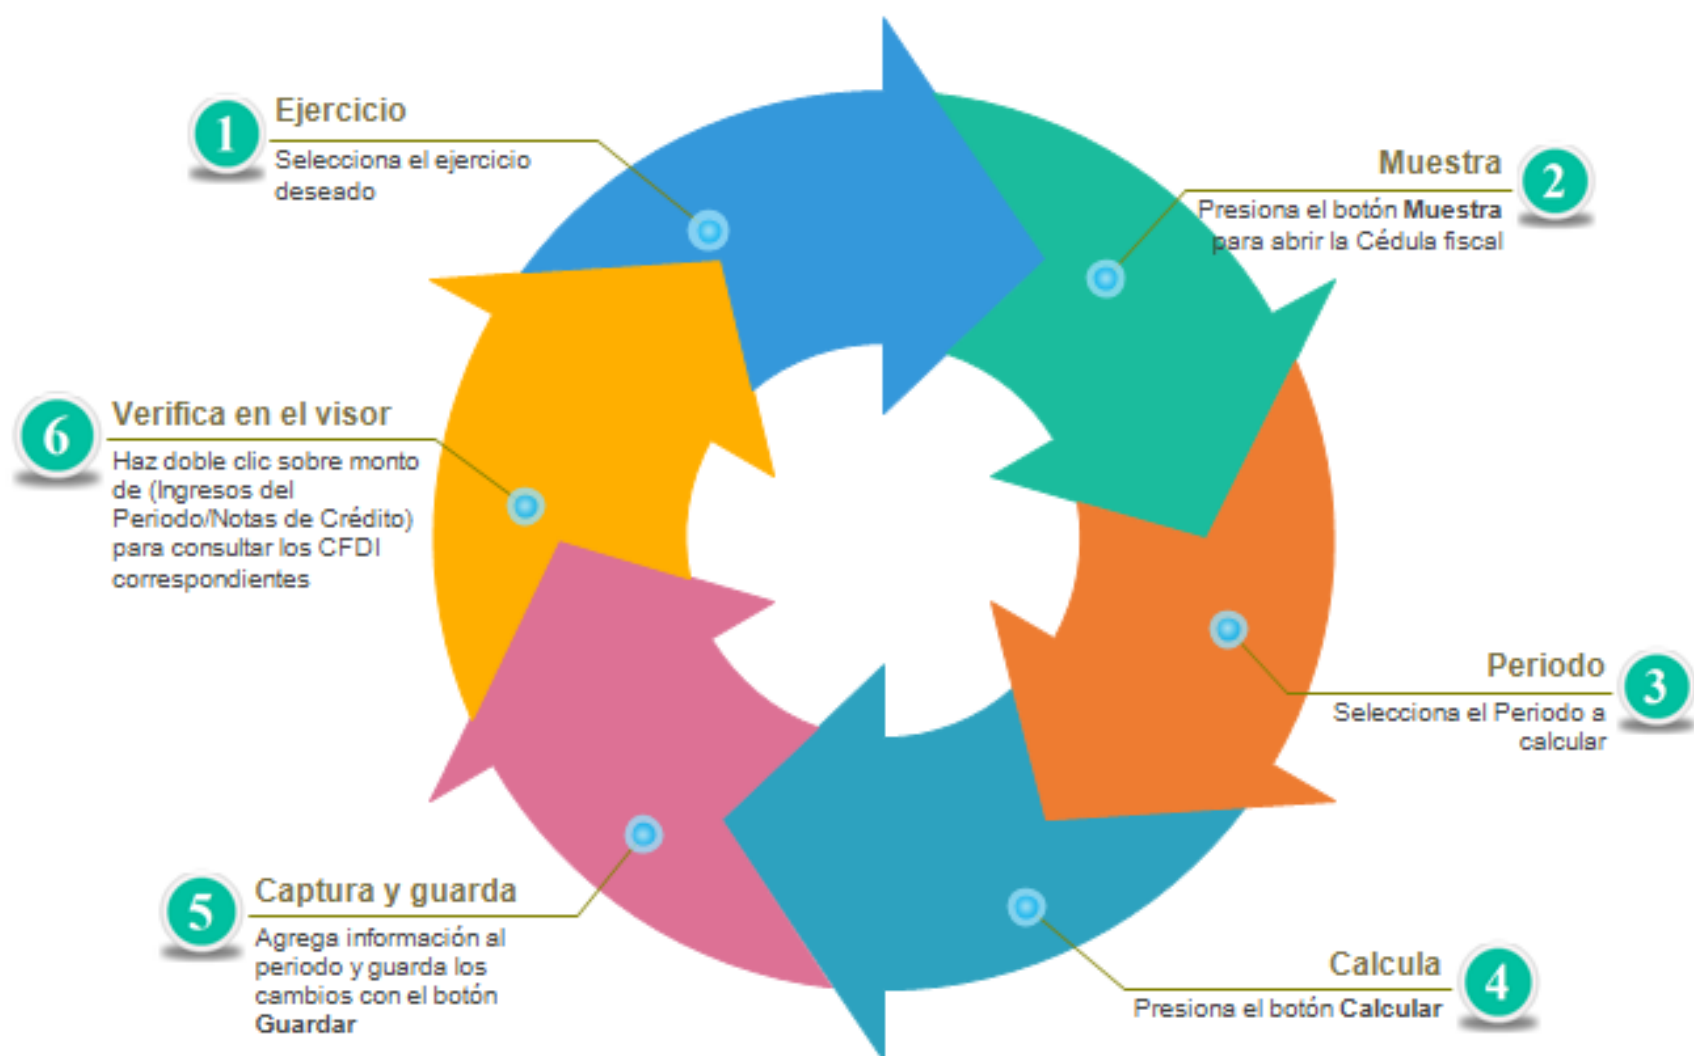 1
Ejercicio
Selecciona el ejercicio
deseado
2
Muestra
Presiona el botón Muestra
para abrir la Cédula fiscal
3
Periodo
Selecciona el Periodo a
calcular
4
Calcula
Presiona el botón Calcular
5
Captura y guarda
Agrega información al
periodo y guarda los
cambios con el botón
Guardar
6
Verifica en el visor
Haz doble clic sobre monto
de (Ingresos del
Periodo/Notas de Crédito)
para consultar los CFDI
correspondientes